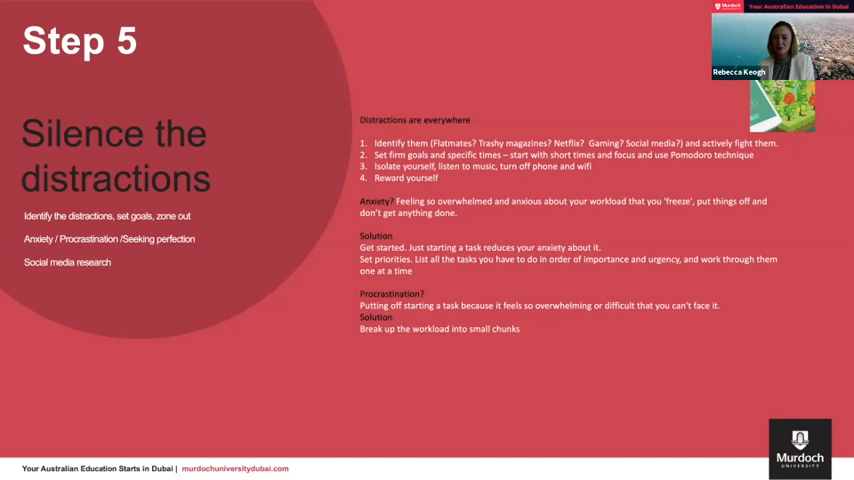 Step 5
Silence the
distractions
Identify the distractions, set goals, zone out
Anxiety / Procrastination /Seeking perfection
Social media research
Distractions are everywhere
1. Identify them (Flatmates? Trashy magazines? Netflix? Gaming? Social media?) and actively fight them.
2. Set firm goals and specific times – start with short times and focus and use Pomodoro technique
3. Isolate yourself, listen to music, turn off phone and wifi
4. Reward yourself
Anxiety? Feeling so overwhelmed and anxious about your workload that you 'freeze', put things off and
don't get anything done.
Solution
Get started. Just starting a task reduces your anxiety about it.
Set priorities. List all the tasks you have to do in order of importance and urgency, and work through them
one at a time
Procrastination?
Putting off starting a task because it feels so overwhelming or difficult that you can't face it.
Solution
Break up the workload into small chunks
Murdoch
UNIVERSITY
Your Australian Education in Dubai
Rebecca Keogh
Your Australian Education Starts in Dubai | murdochuniversitydubai.com
Murdoch
UNIVERSITY